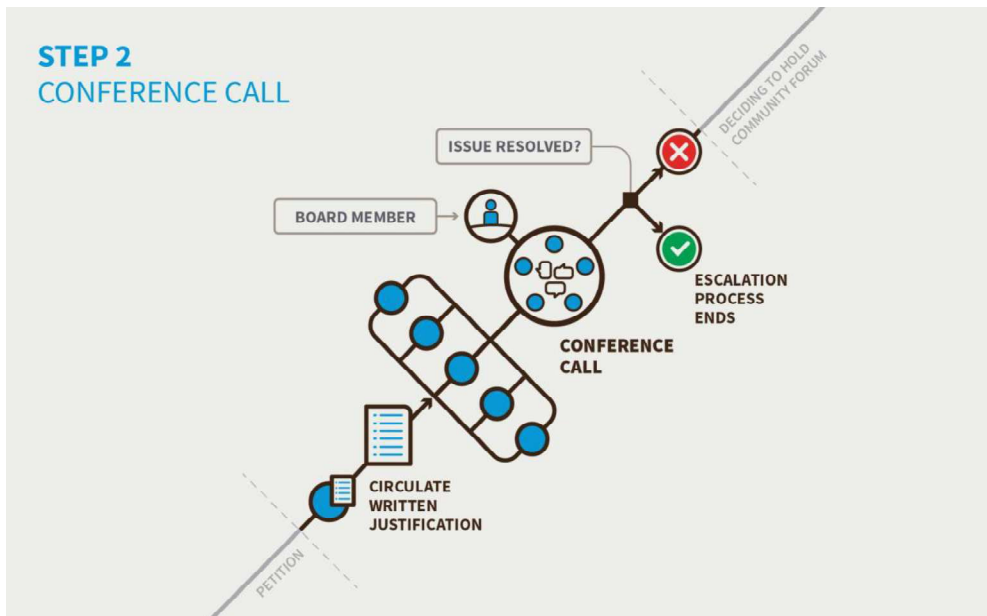 STEP 2
CONFERENCE CALL
DECIDING TO HOLD
COMMUNITY FORUM
ISSUE RESOLVED?
BOARD MEMBER
ESCALATION
PROCESS
ENDS
CONFERENCE
CALL
CIRCULATE
WRITTEN
JUSTIFICATION
PETITION